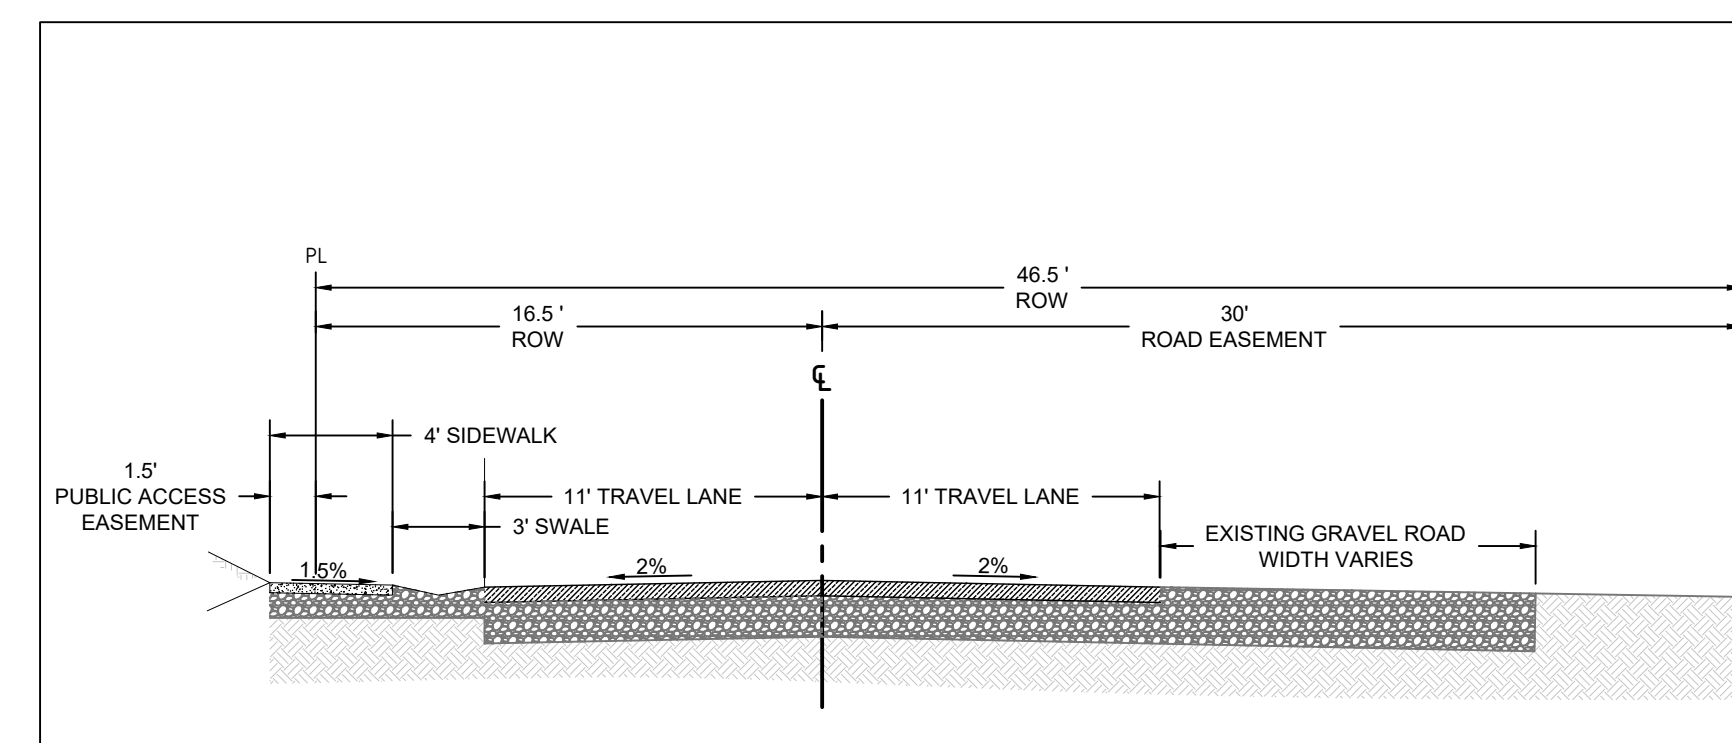 PL
46.5 '
ROW
16.5 '
ROW
30'
ROAD EASEMENT
CL
4' SIDEWALK
1.5'
PUBLIC ACCESS
EASEMENT
11' TRAVEL LANE
11' TRAVEL LANE
3' SWALE
EXISTING GRAVEL ROAD
WIDTH VARIES
1.5%
2%
2%